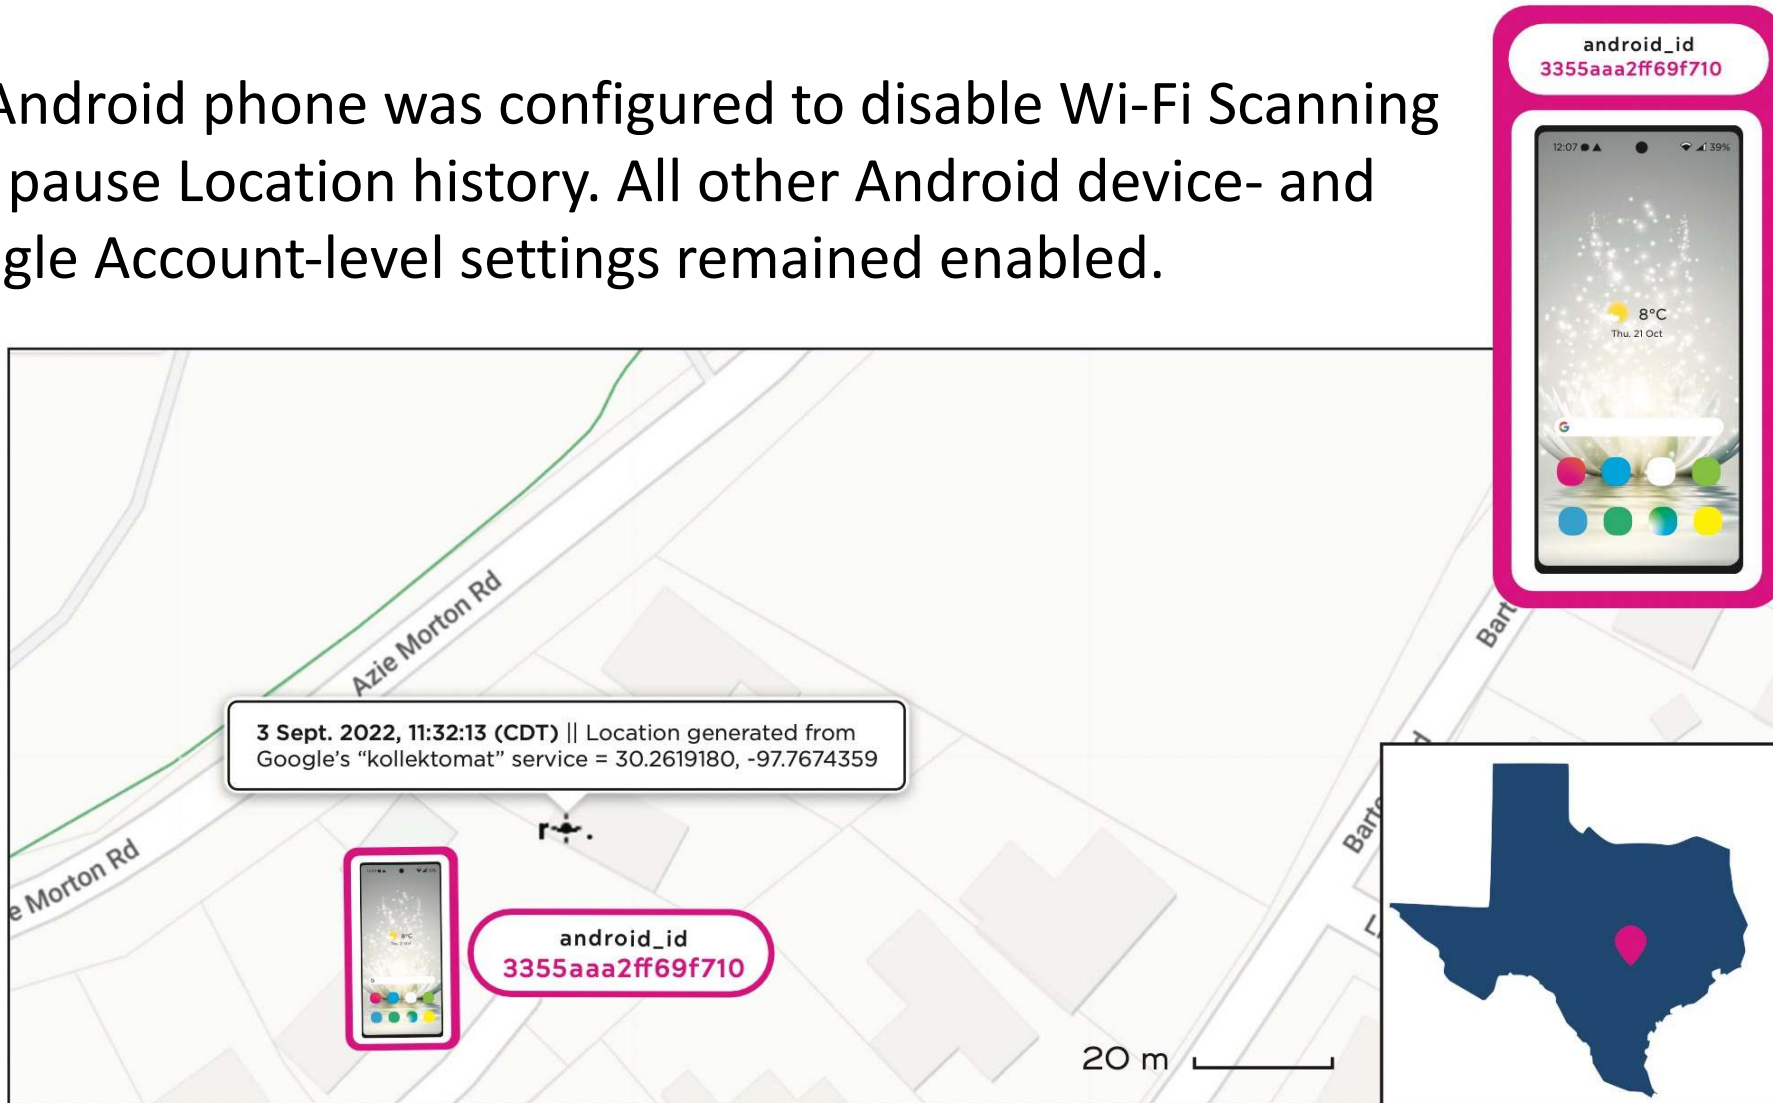 android_id
3355aaa2ff69f710
Android phone was configured to disable Wi-Fi Scanning
pause Location history. All other Android device- and
gle Account-level settings remained enabled.
12:07 39%
8°C
Thu. 21 Oct
G
Azie Morton Rd
Bart
3 Sept. 2022, 11:32:13 (CDT) || Location generated from
Google's “kollektomat” service = 30.2619180, -97.7674359
d
Barto
e Morton Rd
r
android_id
3355aaa2ff69f710
8°C
20 m